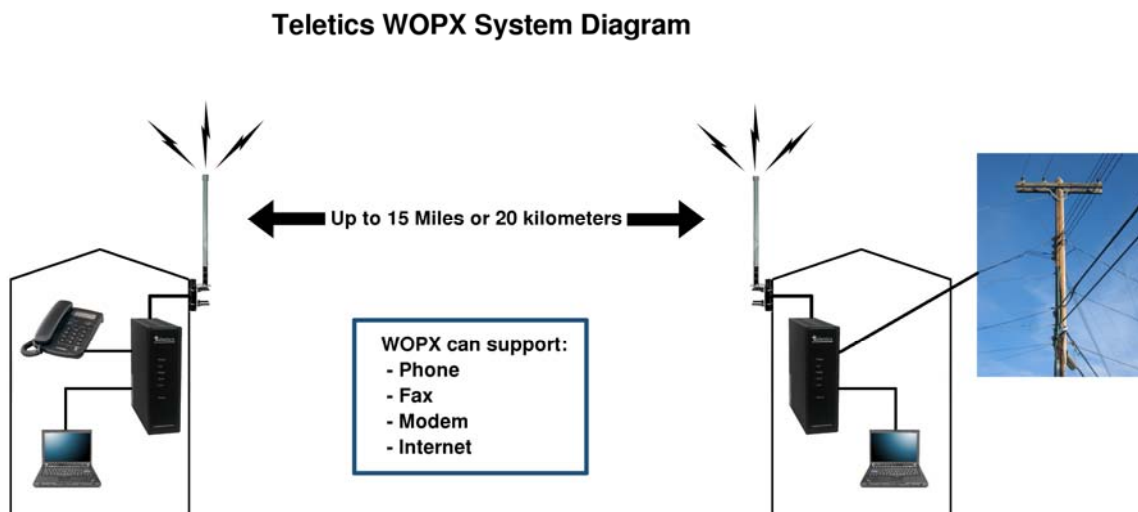 Teletics WOPX System Diagram
Up to 15 Miles or 20 kilometers
WOPX can support:
- Phone
- Fax
- Modem
- Internet